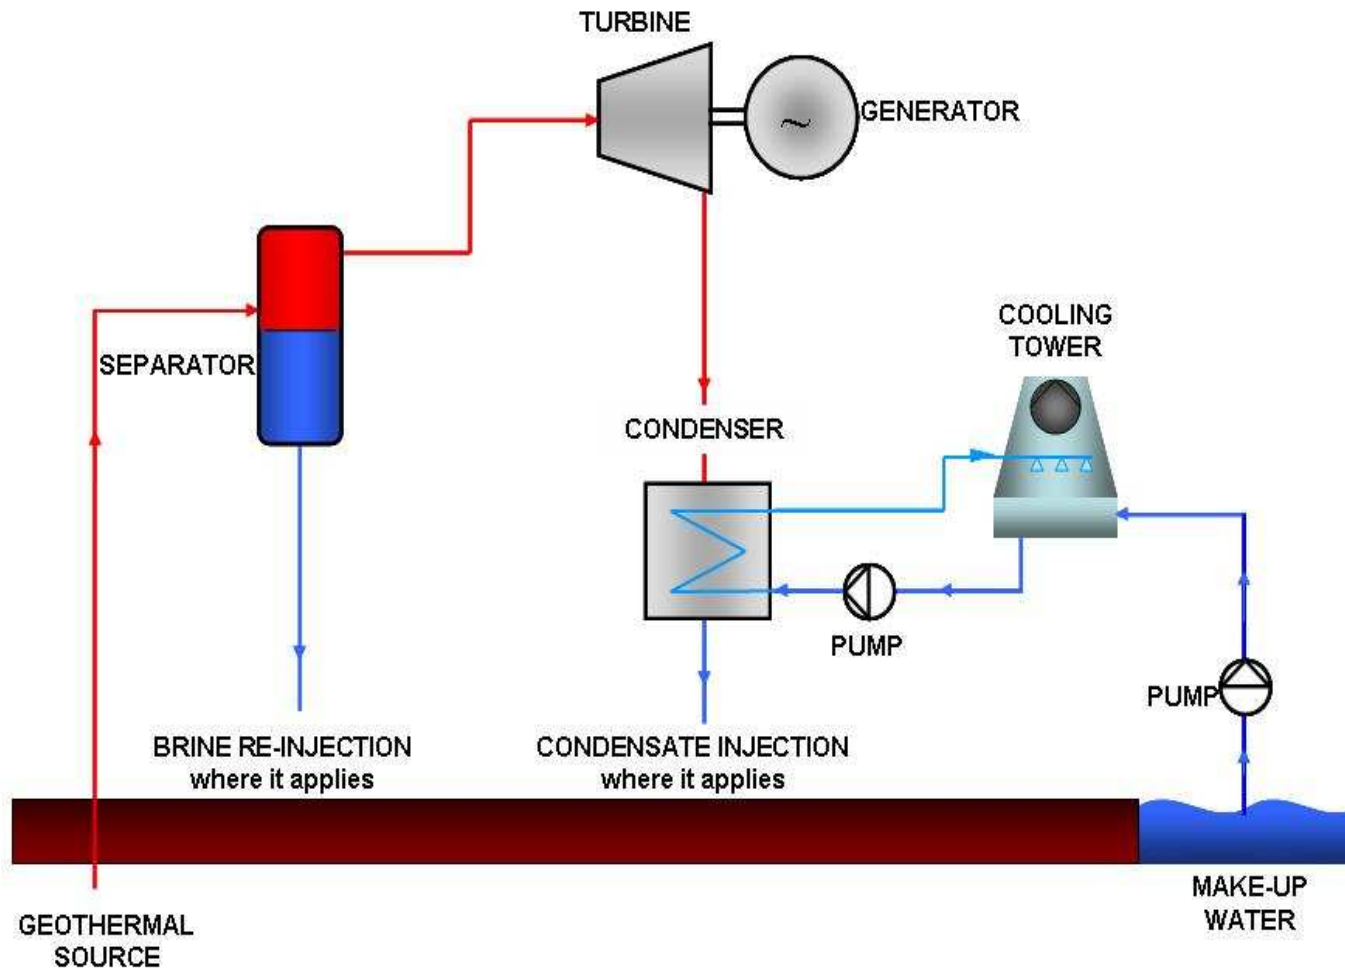 TURBINE
GENERATOR
SEPARATOR
COOLING
TOWER
CONDENSER
PUMP
PUMP
BRINE RE-INJECTION
where it applies
CONDENSATE INJECTION
where it applies
MAKE-UP
WATER
GEOTHERMAL
SOURCE